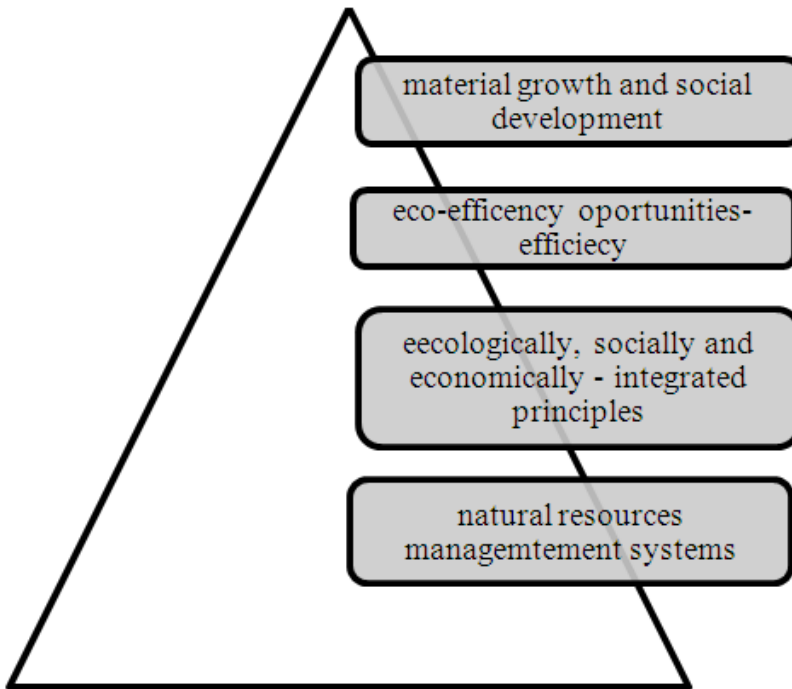 material growth and social
development
eco-efficency oportunities-
efficiecy
eecologically, socially and
economically - integrated
principles
natural resources
managemtement systems